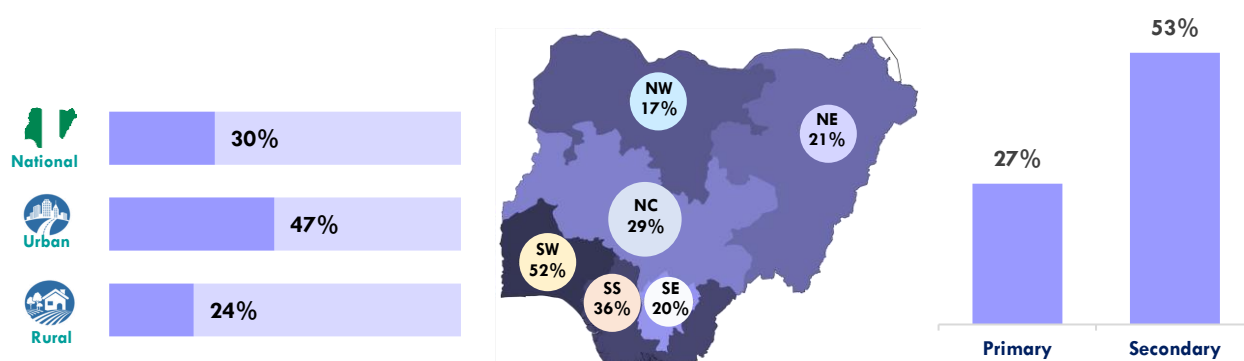 National
30%
Urban
47%
Rural
24%
NW
17%
NE
21%
NC
29%
SW
52%
SS
36%
SE
20%
27%
53%
Primary
Secondary